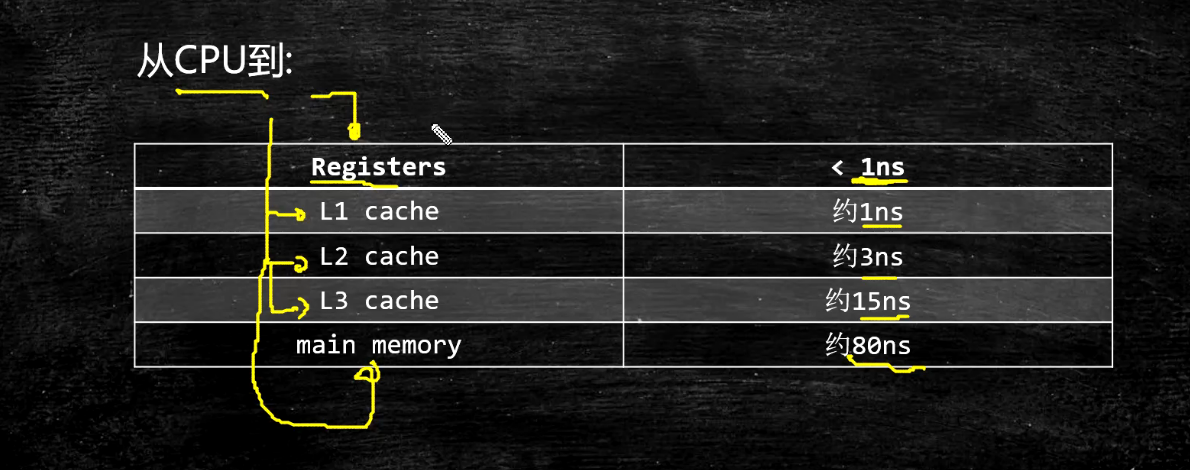 从CPU到:
Registers < 1ns
L1 cache 约1ns
L2 cache 约3ns
L3 cache 约15ns
main memory 约80ns